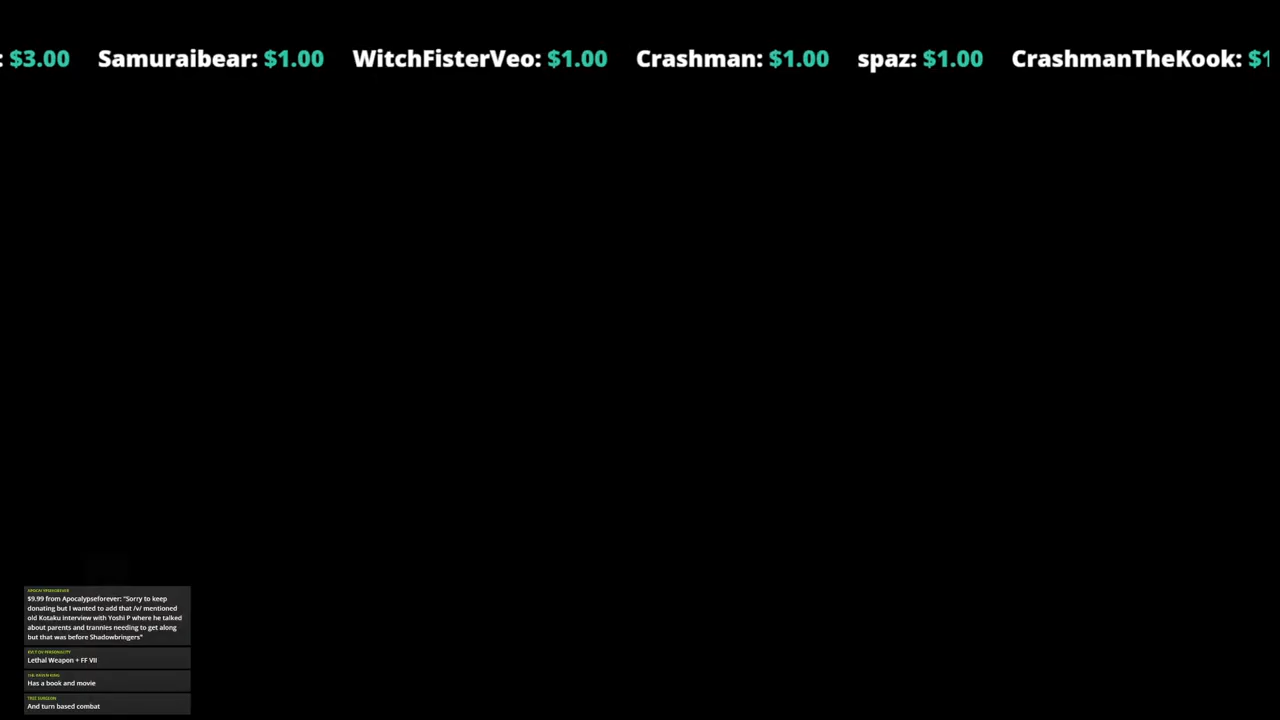 : $3.00 Samuraibear: $1.00 WitchFisterVeo: $1.00 Crashman: $1.00 spaz: $1.00 CrashmanTheKook: $1
$9.99 from Apocalypseforever: "Sorry to keep
donating but I wanted to add that /v/ mentioned
old Kotaku interview with Yoshi P where he talked
about parents and trannies needing to get along
but that was before Shadowbringers"
Lethal Weapon + FF VII
Has a book and movie
TREE SURGEON
And turn based combat